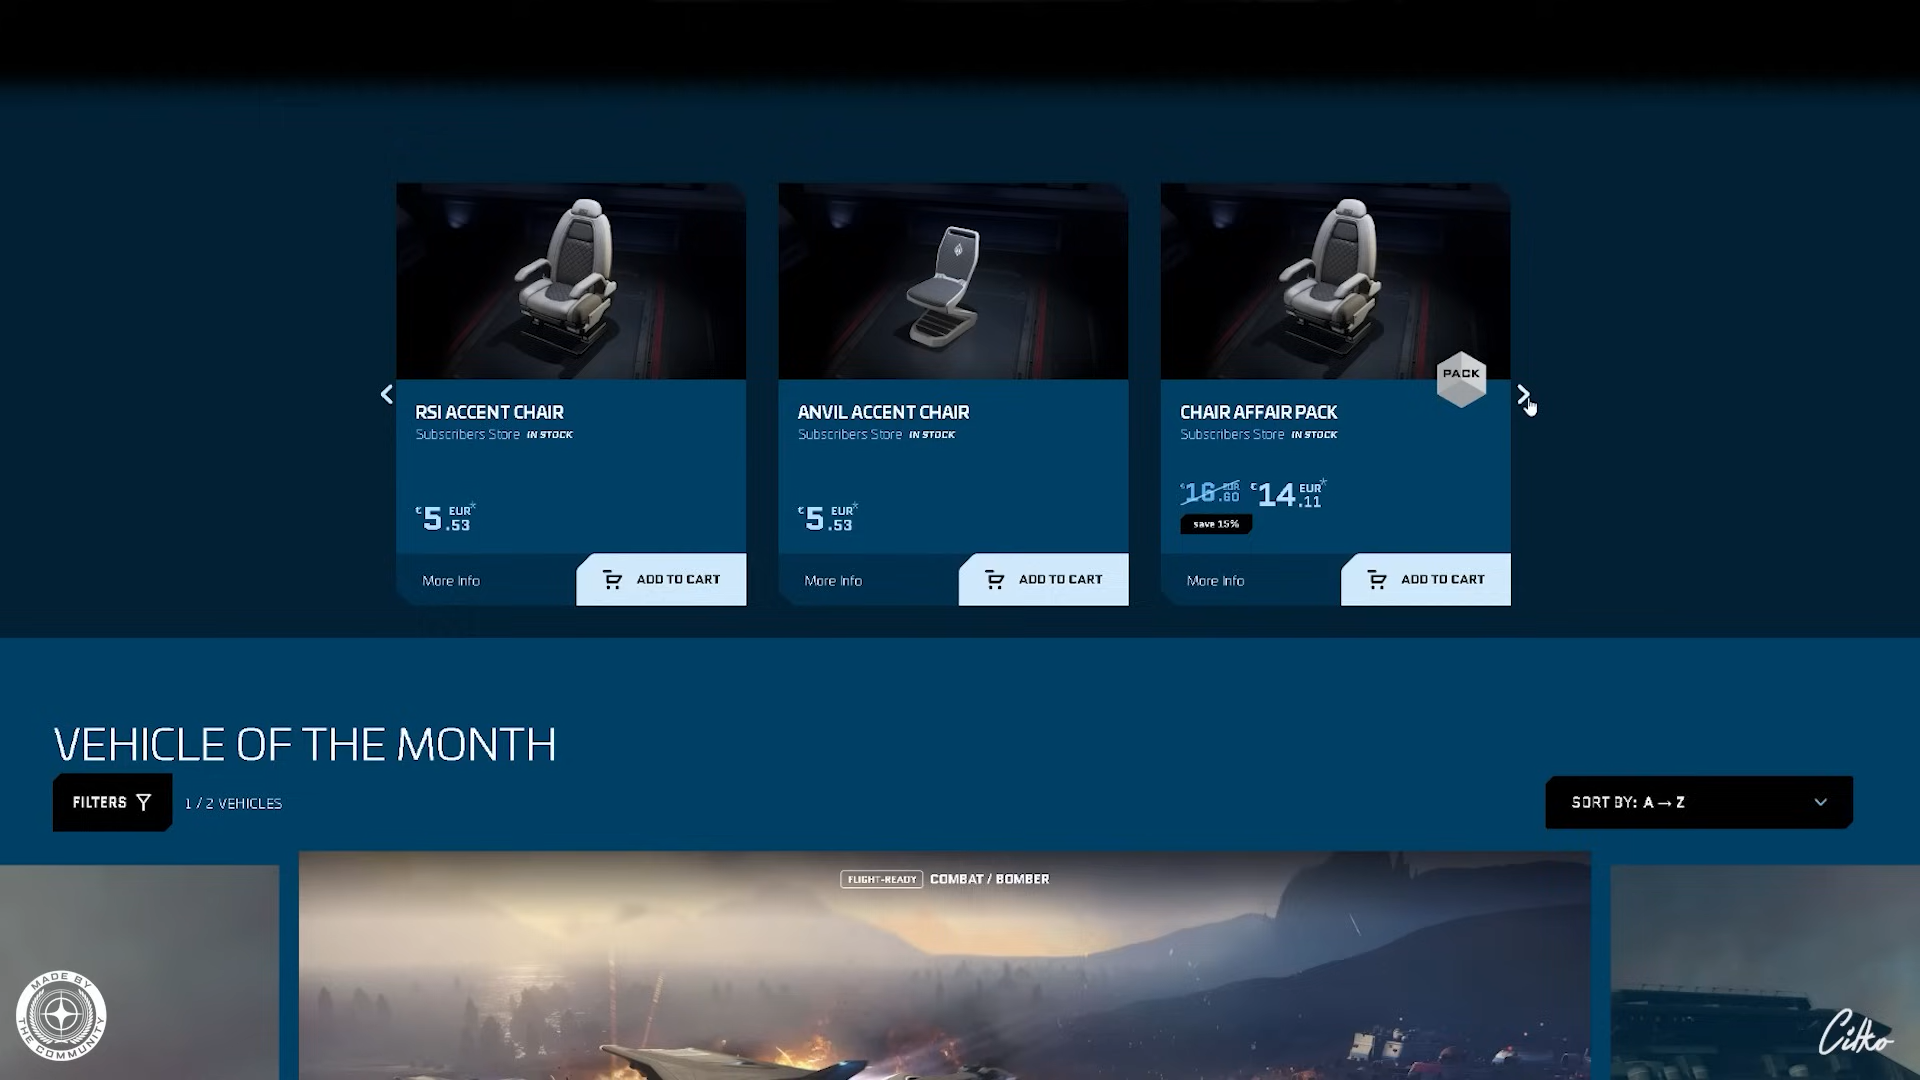 PACK
RSI ACCENT CHAIR
Subscribers Store IN STOCK
€5.53 EUR*
More Info
ADD TO CART
ANVIL ACCENT CHAIR
Subscribers Store IN STOCK
€5.53 EUR*
More Info
ADD TO CART
CHAIR AFFAIR PACK
Subscribers Store IN STOCK
€16.60 EUR €14.11 EUR*
save 15%
More Info
ADD TO CART
VEHICLE OF THE MONTH
FILTERS
1 / 2 VEHICLES
SORT BY: A → Z
FLIGHT-READY COMBAT / BOMBER
MADE BY
THE COMMUNITY
Citko